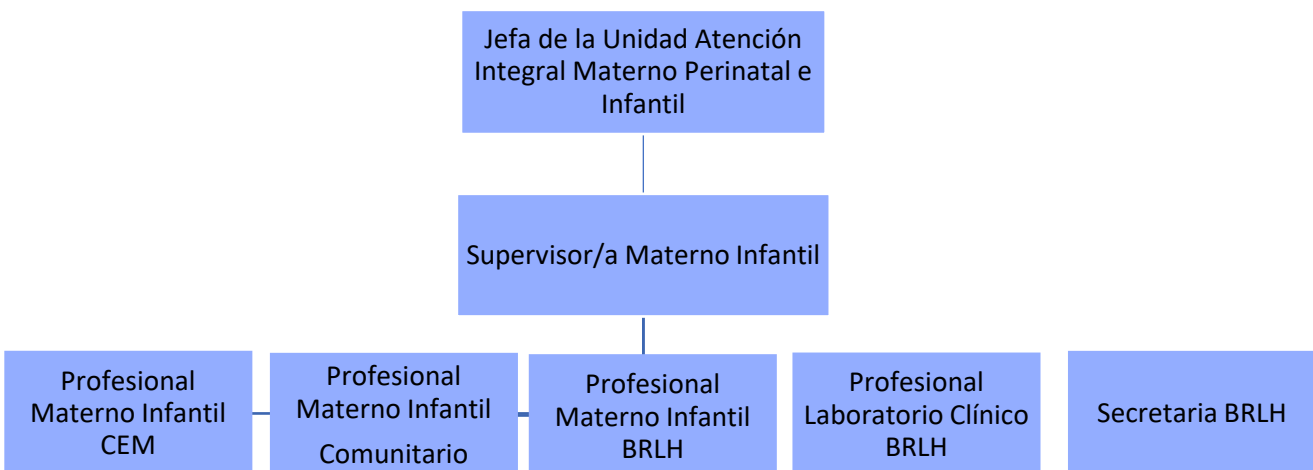 Jefa de la Unidad Atención
Integral Materno Perinatal e
Infantil
Supervisor/a Materno Infantil
Profesional
Materno Infantil
CEM
Profesional
Materno Infantil
Comunitario
Profesional
Materno Infantil
BRLH
Profesional
Laboratorio Clínico
BRLH
Secretaria BRLH